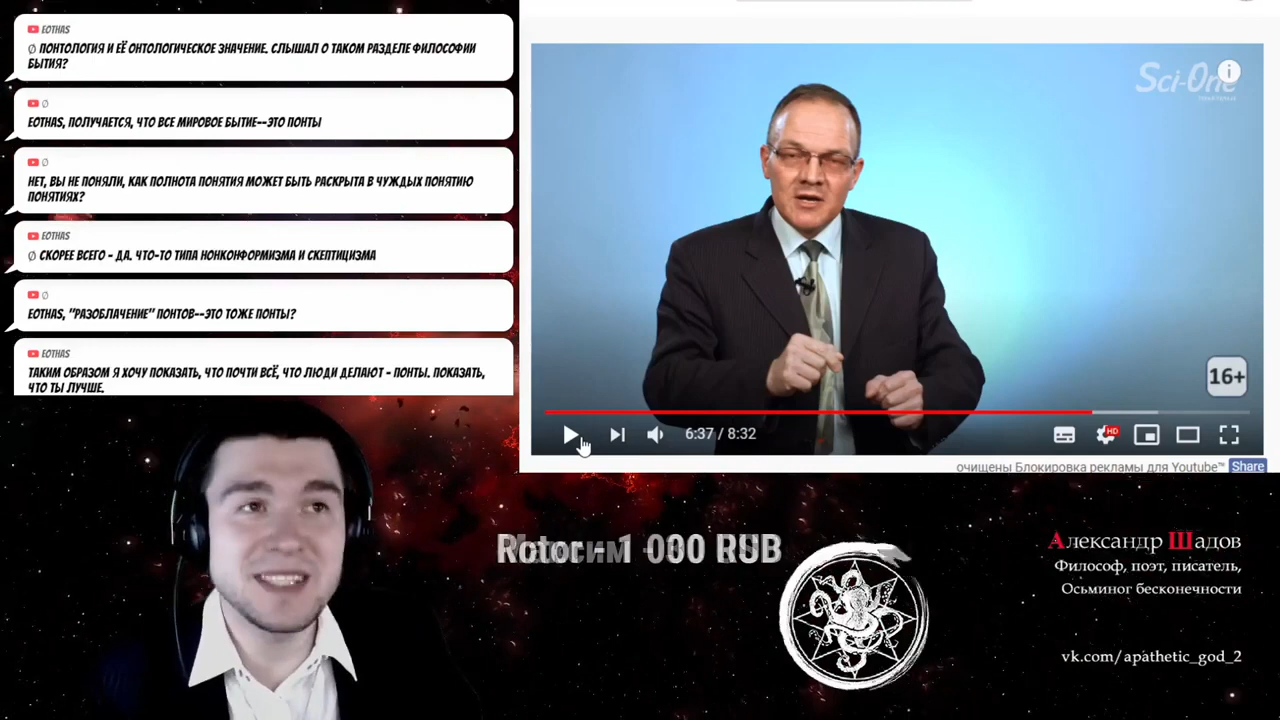 EOTHAS
Ø ПОНТОЛОГИЯ И ЕЁ ОНТОЛОГИЧЕСКОЕ ЗНАЧЕНИЕ. СЛЫШАЛ О ТАКОМ РАЗДЕЛЕ ФИЛОСОФИИ
БЫТИЯ?
Ø
EOTHAS, ПОЛУЧАЕТСЯ, ЧТО ВСЕ МИРОВОЕ БЫТИЕ--ЭТО ПОНТЫ
Ø
НЕТ, ВЫ НЕ ПОНЯЛИ, КАК ПОЛНОТА ПОНЯТИЯ МОЖЕТ БЫТЬ РАСКРЫТА В ЧУЖДЫХ ПОНЯТИЮ
ПОНЯТИЯХ?
EOTHAS
Ø СКОРЕЕ ВСЕГО - ДА. ЧТО-ТО ТИПА НОНКОНФОРМИЗМА И СКЕПТИЦИЗМА
Ø
EOTHAS, "РАЗОБЛАЧЕНИЕ" ПОНТОВ--ЭТО ТОЖЕ ПОНТЫ?
EOTHAS
ТАКИМ ОБРАЗОМ Я ХОЧУ ПОКАЗАТЬ, ЧТО ПОЧТИ ВСЁ, ЧТО ЛЮДИ ДЕЛАЮТ - ПОНТЫ. ПОКАЗАТЬ,
ЧТО ТЫ ЛУЧШЕ.
Sci-One
16+
6:37 / 8:32
HD
очищены Блокировка рекламы для Youtube™ Share
Rotor - 1 000 RUB
Александр Шадов
Философ, поэт, писатель,
Осьминог бесконечности
vk.com/apathetic_god_2